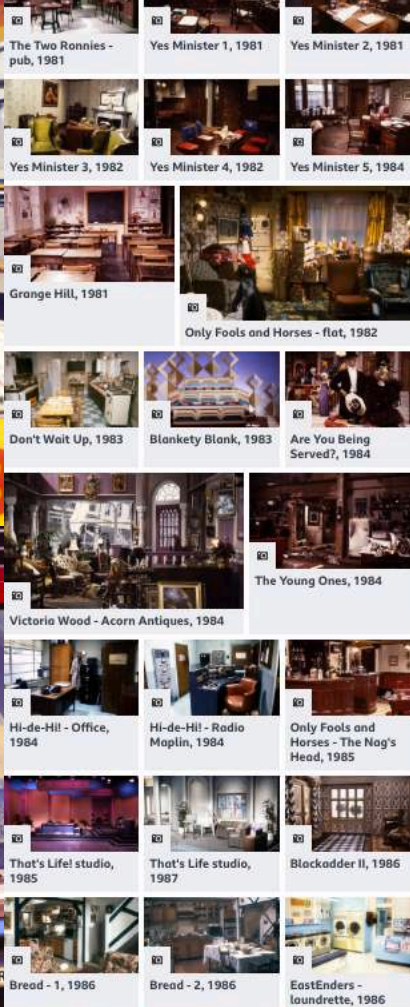 The Two Ronnies -
pub, 1981
Yes Minister 1, 1981
Yes Minister 2, 1981
Yes Minister 3, 1982
Yes Minister 4, 1982
Yes Minister 5, 1984
Grange Hill, 1981
Only Fools and Horses - flat, 1982
Don't Wait Up, 1983
Blankety Blank, 1983
Are You Being
Served?, 1984
Victoria Wood - Acorn Antiques, 1984
The Young Ones, 1984
Hi-de-Hi! - Office,
1984
Hi-de-Hi! - Radio
Maplin, 1984
Only Fools and
Horses - The Nag's
Head, 1985
That's Life! studio,
1985
That's Life studio,
1987
Blackadder II, 1986
Bread - 1, 1986
Bread - 2, 1986
EastEnders -
laundrette, 1986